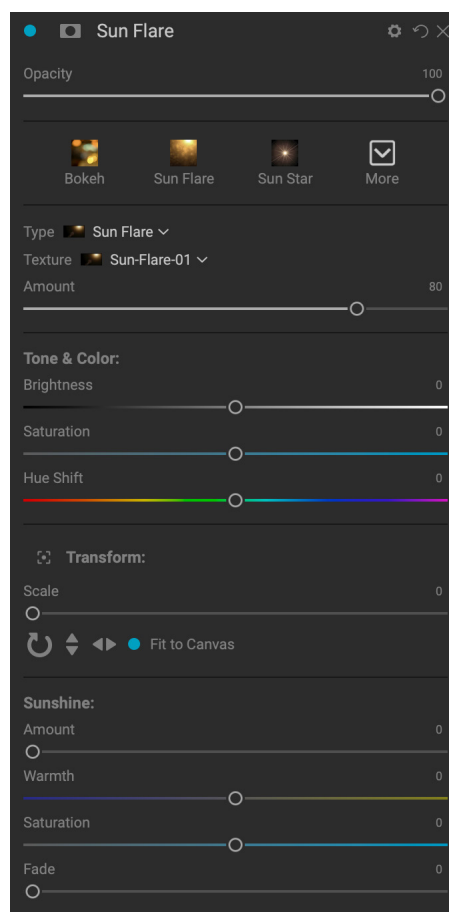 Sun Flare
Opacity 100
Bokeh Sun Flare Sun Star More
Type Sun Flare
Texture Sun-Flare-01
Amount 80
Tone & Color:
Brightness 0
Saturation 0
Hue Shift 0
Transform:
Scale 0
Fit to Canvas
Sunshine:
Amount 0
Warmth 0
Saturation 0
Fade 0